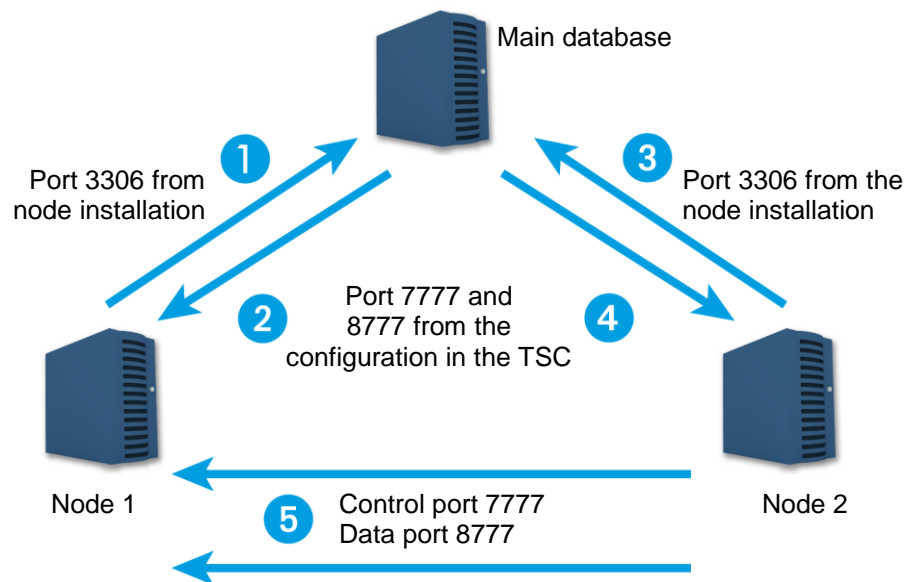 Main database
1
Port 3306 from
node installation
3
Port 3306 from the
node installation
2
Port 7777 and
8777 from the
configuration in the TSC
4
Node 1
5
Control port 7777
Data port 8777
Node 2